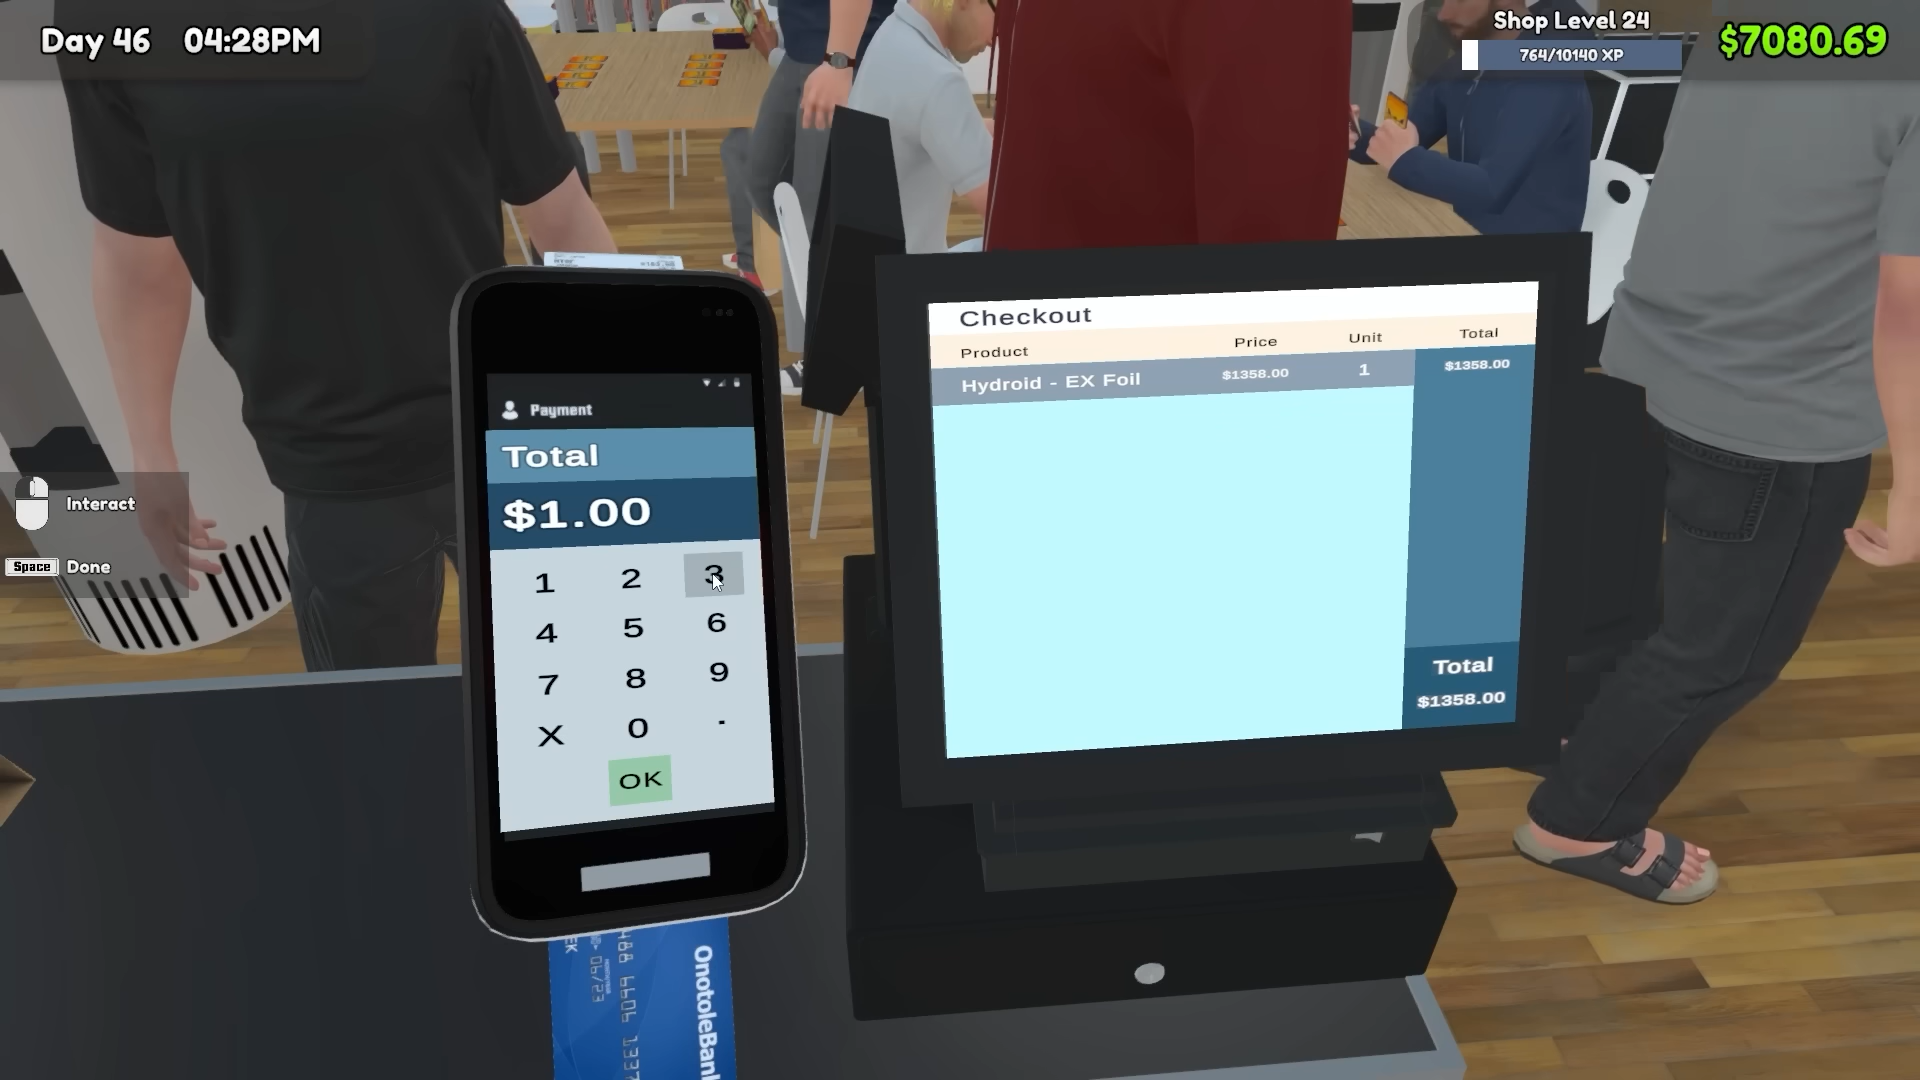 Day 46 04:28PM
Shop Level 24
764/10140 XP
$7080.69
Interact
Space Done
Payment
Total
$1.00
1 2 3
4 5 6
7 8 9
X 0 .
OK
OnotoleBank
Checkout
Product Price Unit Total
Hydroid - EX Foil $1358.00 1 $1358.00
Total
$1358.00